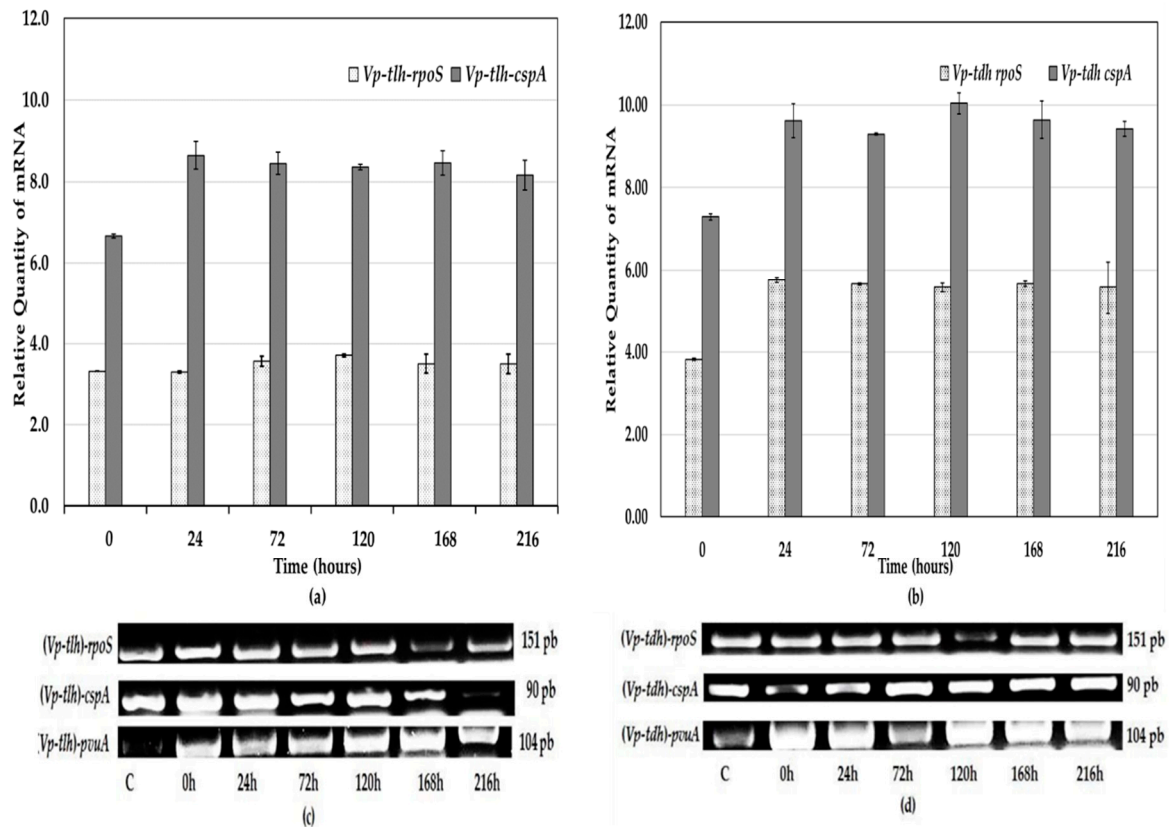 12.0
10.0
8.0
6.0
4.0
2.0
0.0
Relative Quantity of mRNA
Vp-tlh-rpoS Vp-tlh-cspA
0 24 72 120 168 216
Time (hours)
(a)
12.00
10.00
8.00
6.00
4.00
2.00
0.00
Relative Quantity of mRNA
Vp-tdh rpoS Vp-tdh cspA
0 24 72 120 168 216
Time (hours)
(b)
(Vp-tlh)-rpoS 151 pb
(Vp-tlh)-cspA 90 pb
(Vp-tlh)-pvuA 104 pb
C 0h 24h 72h 120h 168h 216h
(c)
(Vp-tdh)-rpoS 151 pb
(Vp-tdh)-cspA 90 pb
(Vp-tdh)-pvuA 104 pb
C 0h 24h 72h 120h 168h 216h
(d)